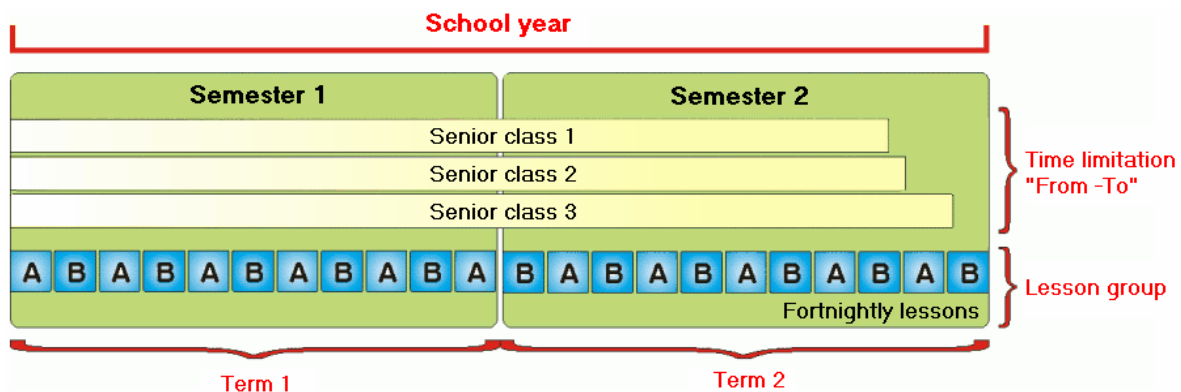 School year
Semester 1
Semester 2
Senior class 1
Senior class 2
Senior class 3
Time limitation
"From -To"
A B A B A B A B A B A B A B A B A B A B A B
Lesson group
Fortnightly lessons
Term 1
Term 2